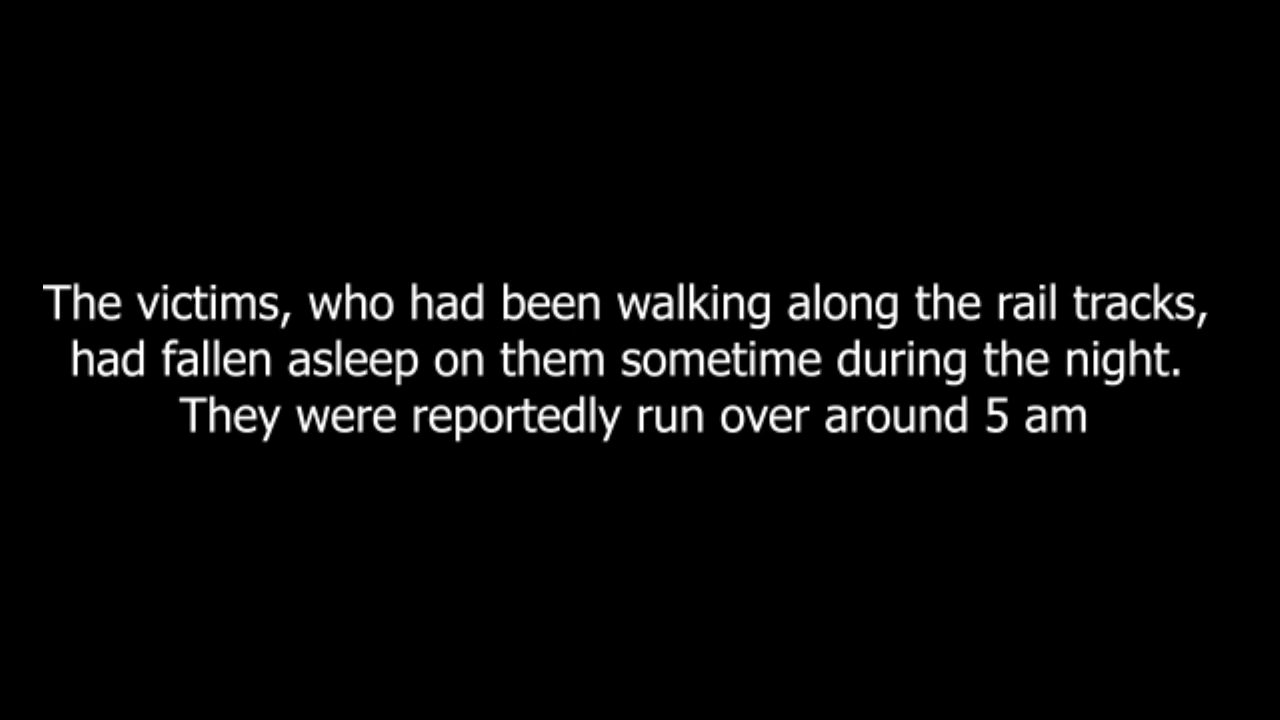 The victims, who had been walking along the rail tracks,
had fallen asleep on them sometime during the night.
They were reportedly run over around 5 am